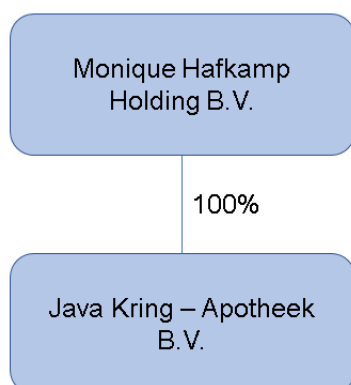 Monique Hafkamp
Holding B.V.
100%
Java Kring – Apotheek
B.V.